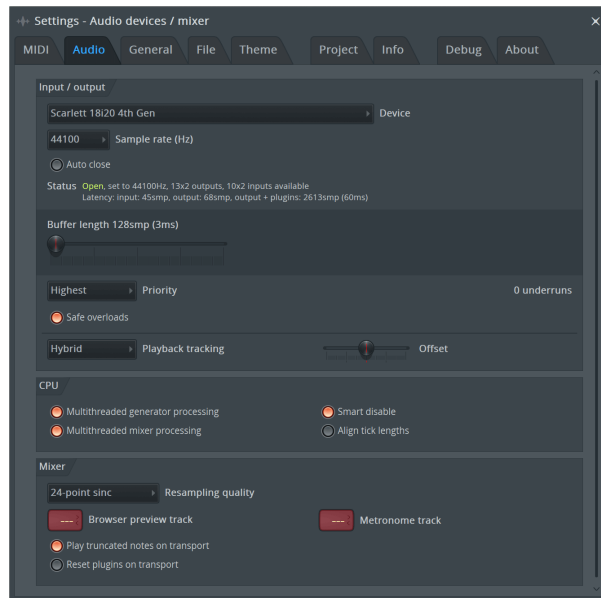 Settings - Audio devices / mixer
MIDI Audio General File Theme Project Info Debug About
Input / output
Scarlett 18i20 4th Gen Device
44100 Sample rate (Hz)
Auto close
Status Open, set to 44100Hz, 13x2 outputs, 10x2 inputs available
Latency: input: 45smp, output: 68smp, output + plugins: 2613smp (60ms)
Buffer length 128smp (3ms)
Highest Priority 0 underruns
Safe overloads
Hybrid Playback tracking Offset
CPU
Multithreaded generator processing Smart disable
Multithreaded mixer processing Align tick lengths
Mixer
24-point sinc Resampling quality
--- Browser preview track --- Metronome track
Play truncated notes on transport
Reset plugins on transport